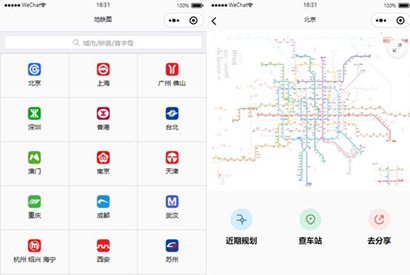 WeChat
16:31
100%
地铁图
城市/拼音/首字母
北京
上海
广州 佛山
深圳
香港
台北
澳门
南京
天津
重庆
成都
武汉
杭州 绍兴 海宁
西安
苏州
WeChat
16:31
100%
北京
近期规划
查车站
去分享